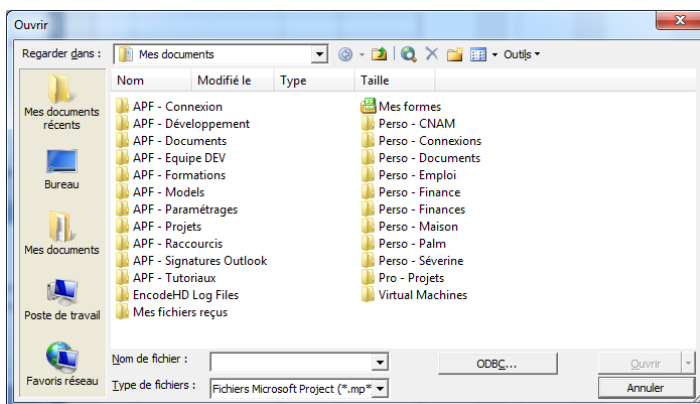 Ouvrir
Regarder dans :
Mes documents
Outils
Nom Modifié le Type Taille
Mes documents récents
Bureau
Mes documents
Poste de travail
Favoris réseau
APF - Connexion
APF - Développement
APF - Documents
APF - Equipe DEV
APF - Formations
APF - Models
APF - Paramétrages
APF - Projets
APF - Raccourcis
APF - Signatures Outlook
APF - Tutoriaux
EncodeHD Log Files
Mes fichiers reçus
Mes formes
Perso - CNAM
Perso - Connexions
Perso - Documents
Perso - Emploi
Perso - Finance
Perso - Finances
Perso - Maison
Perso - Palm
Perso - Séverine
Pro - Projets
Virtual Machines
Nom de fichier :
ODBC...
Ouvrir
Type de fichiers :
Fichiers Microsoft Project (*.mp*
Annuler